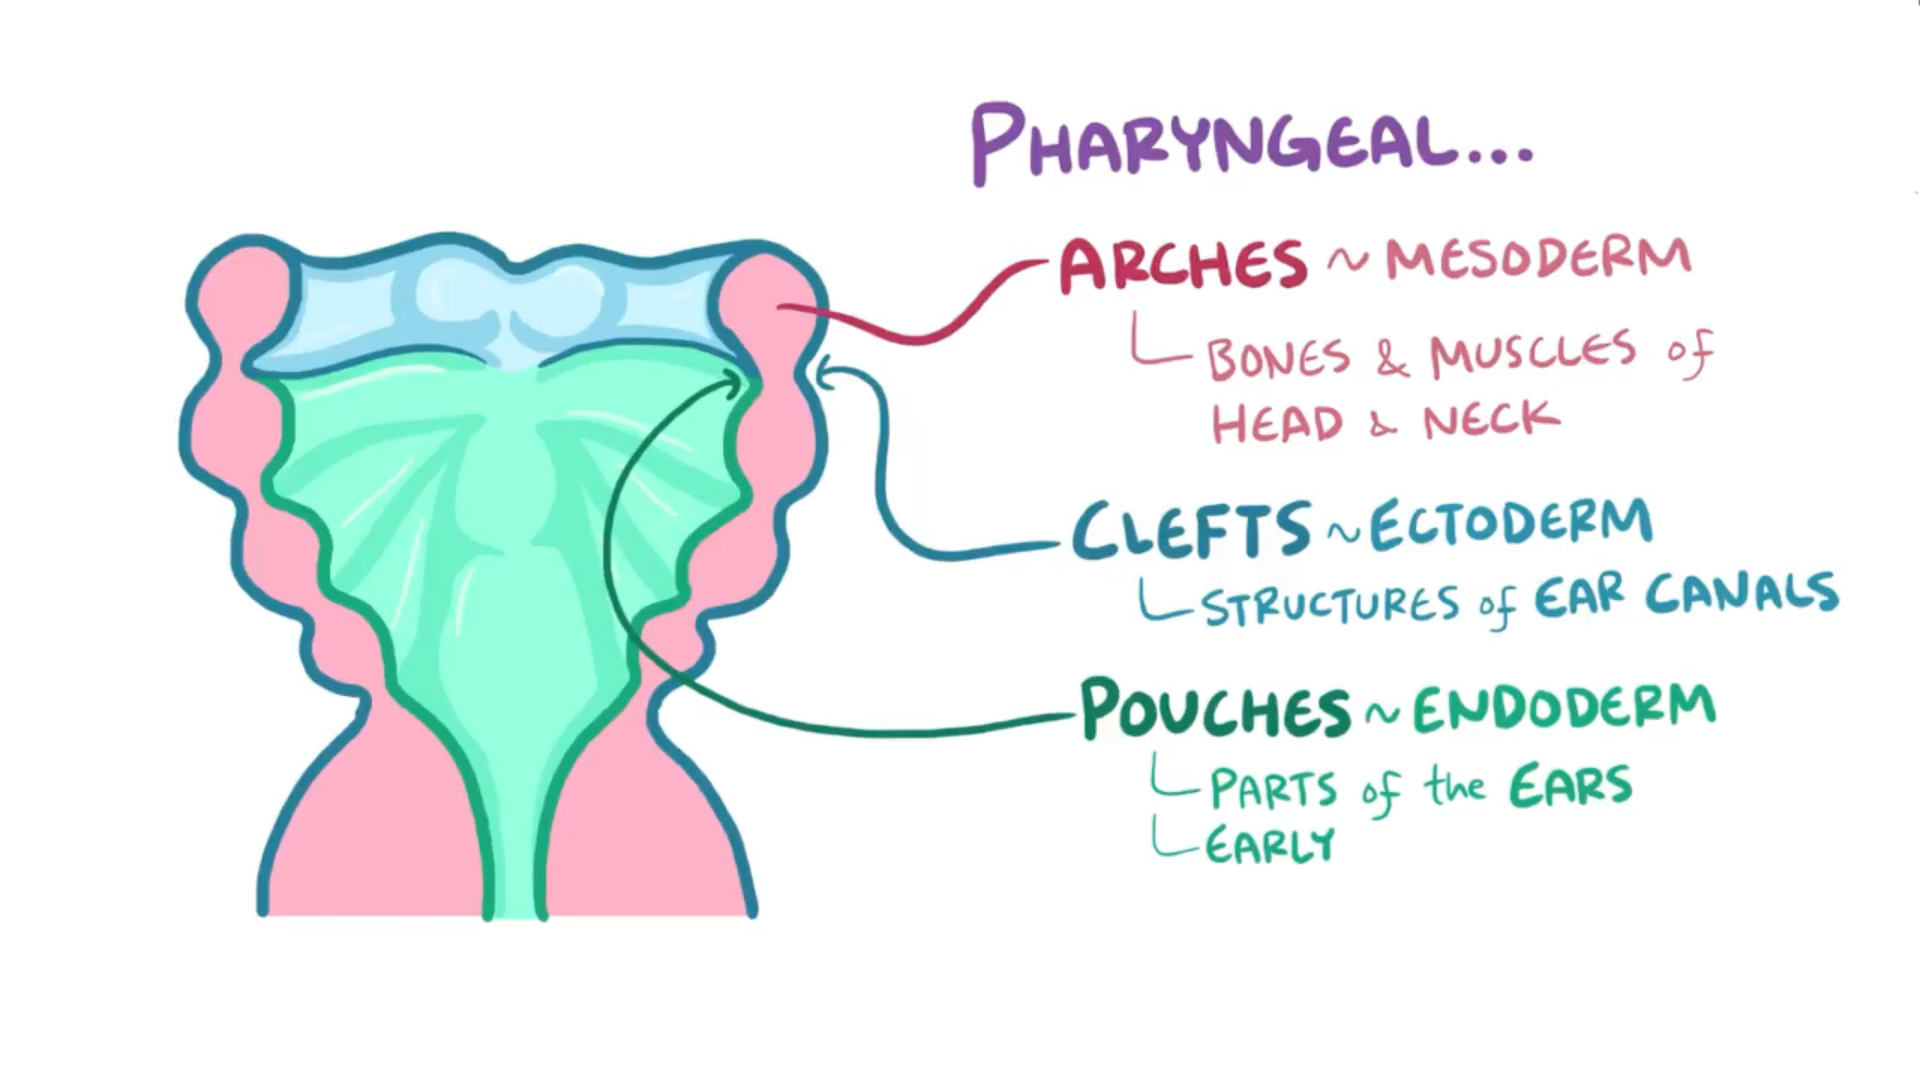 PHARYNGEAL...
ARCHES ~ MESODERM
BONES & MUSCLES of
HEAD & NECK
CLEFTS ~ ECTODERM
STRUCTURES of EAR CANALS
POUCHES ~ ENDODERM
PARTS of the EARS
EARLY